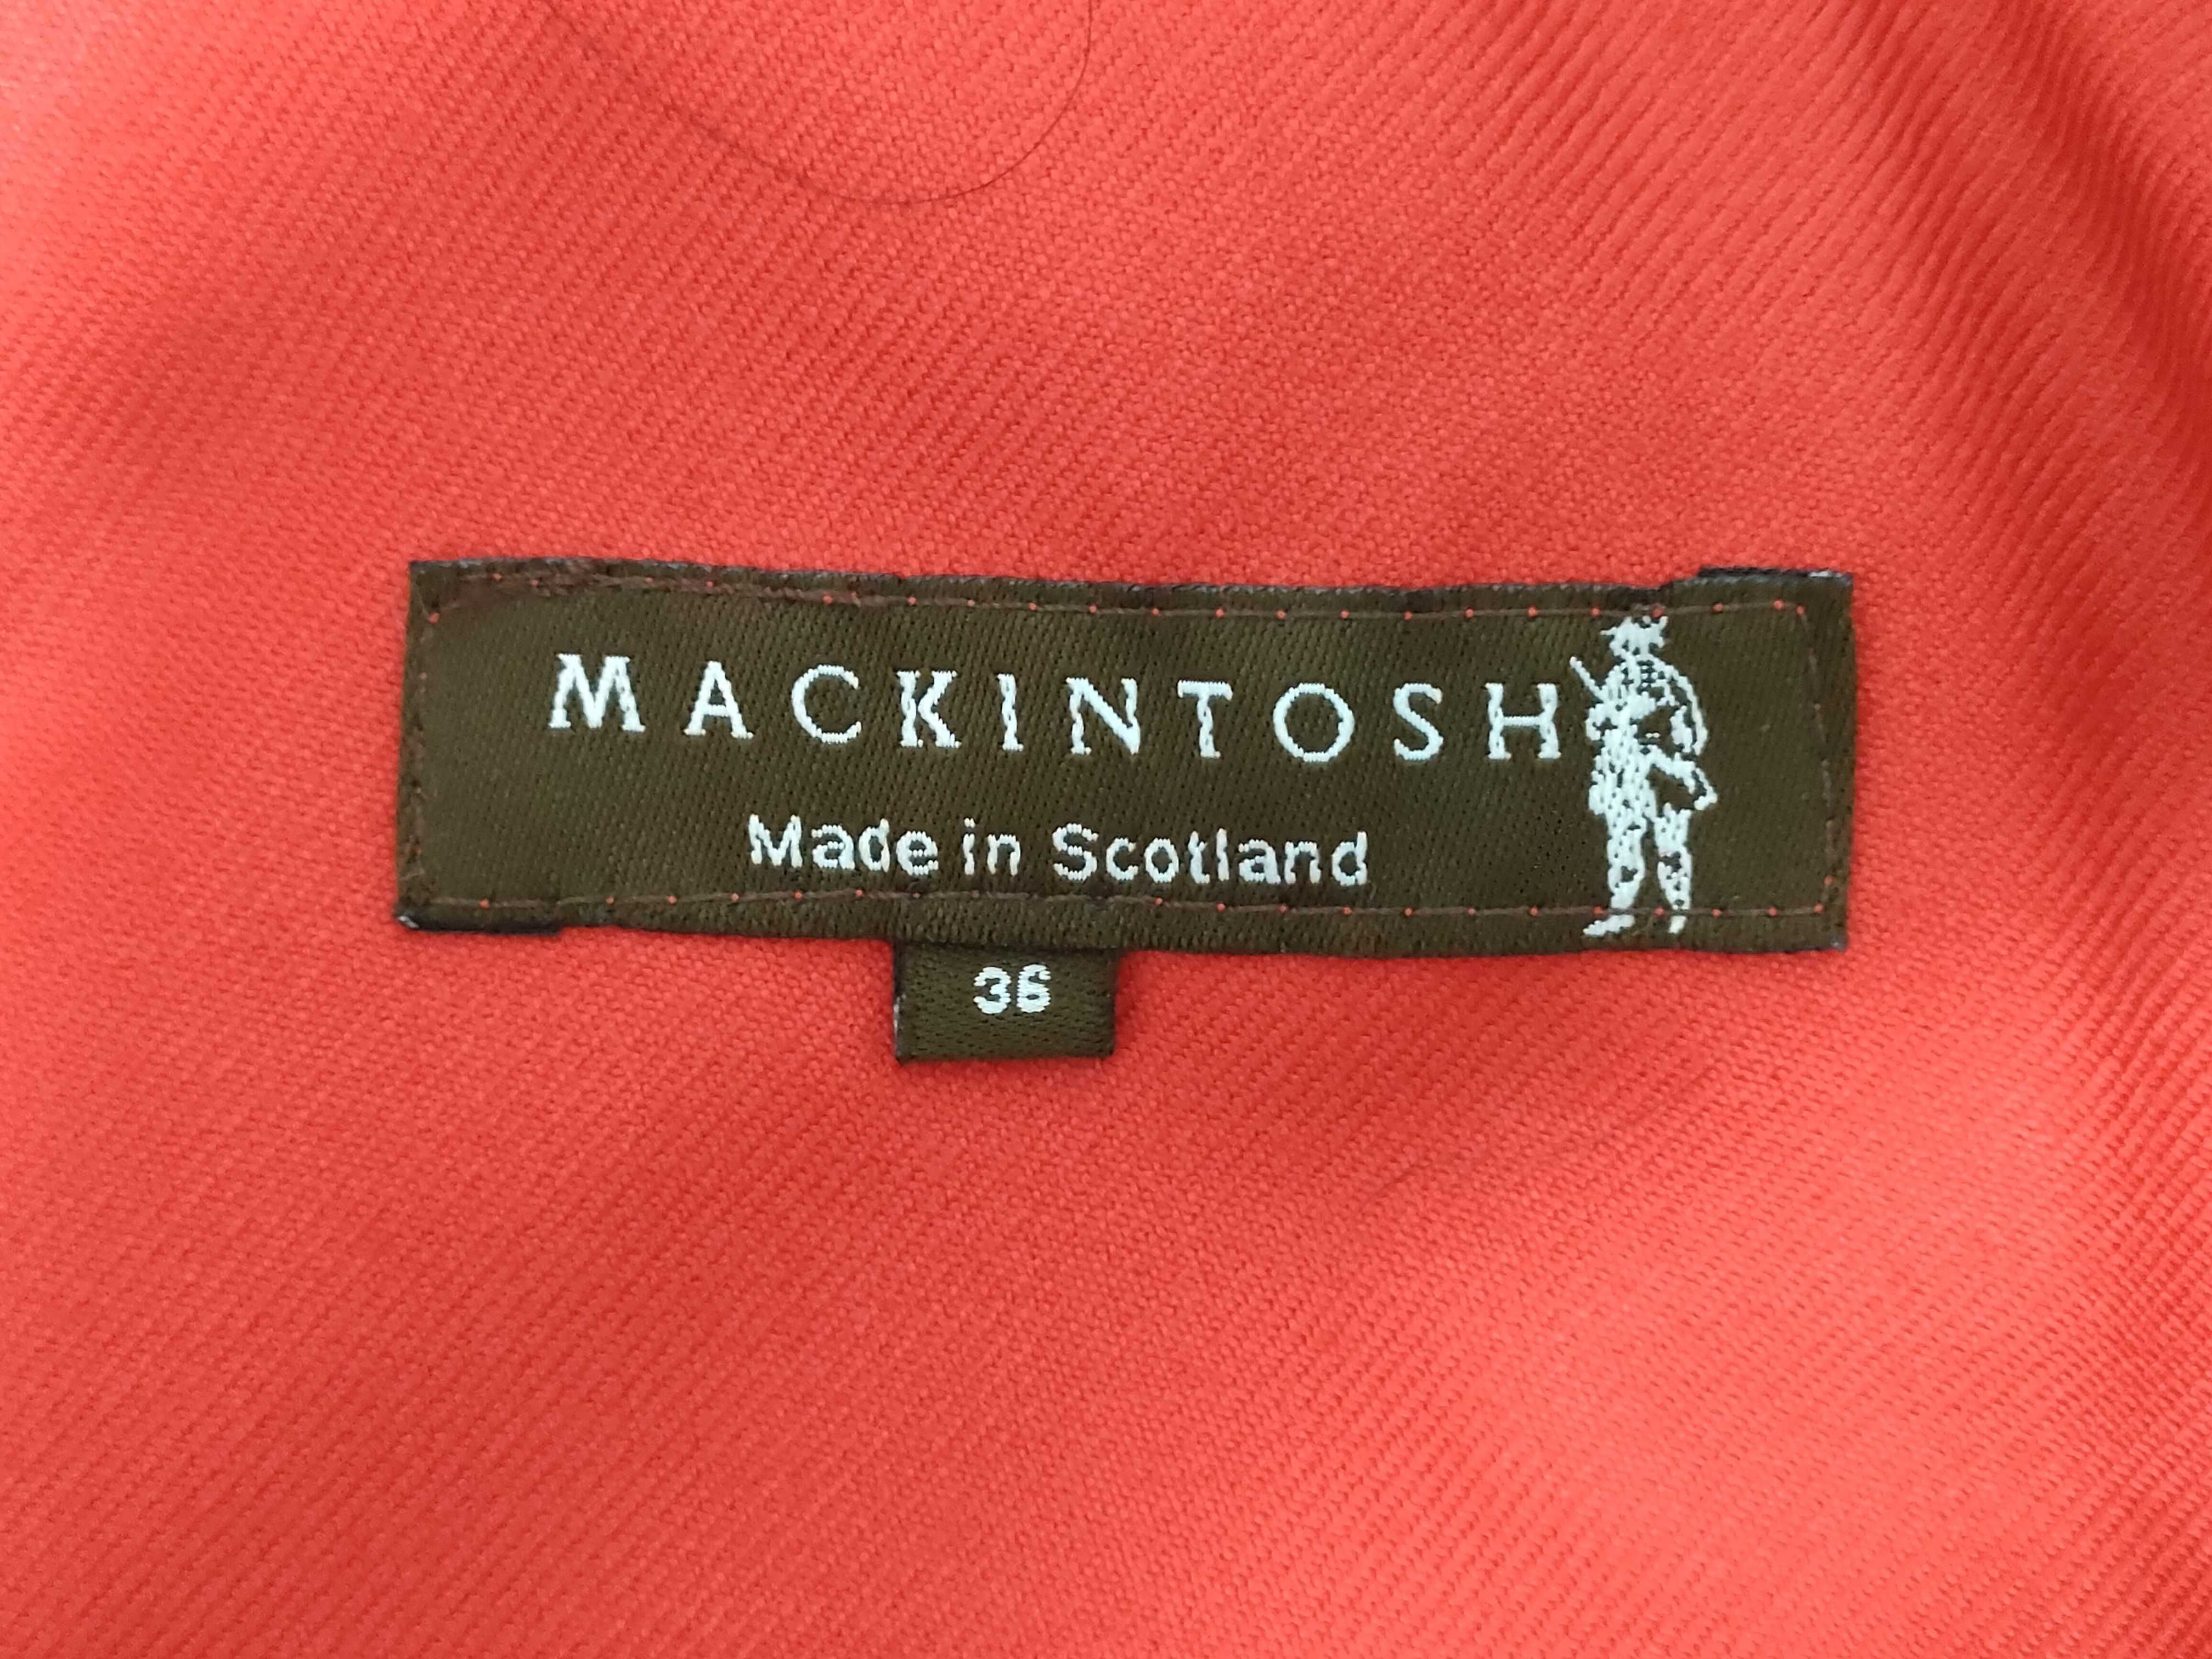 MACKINTOSH
Made in Scotland
36